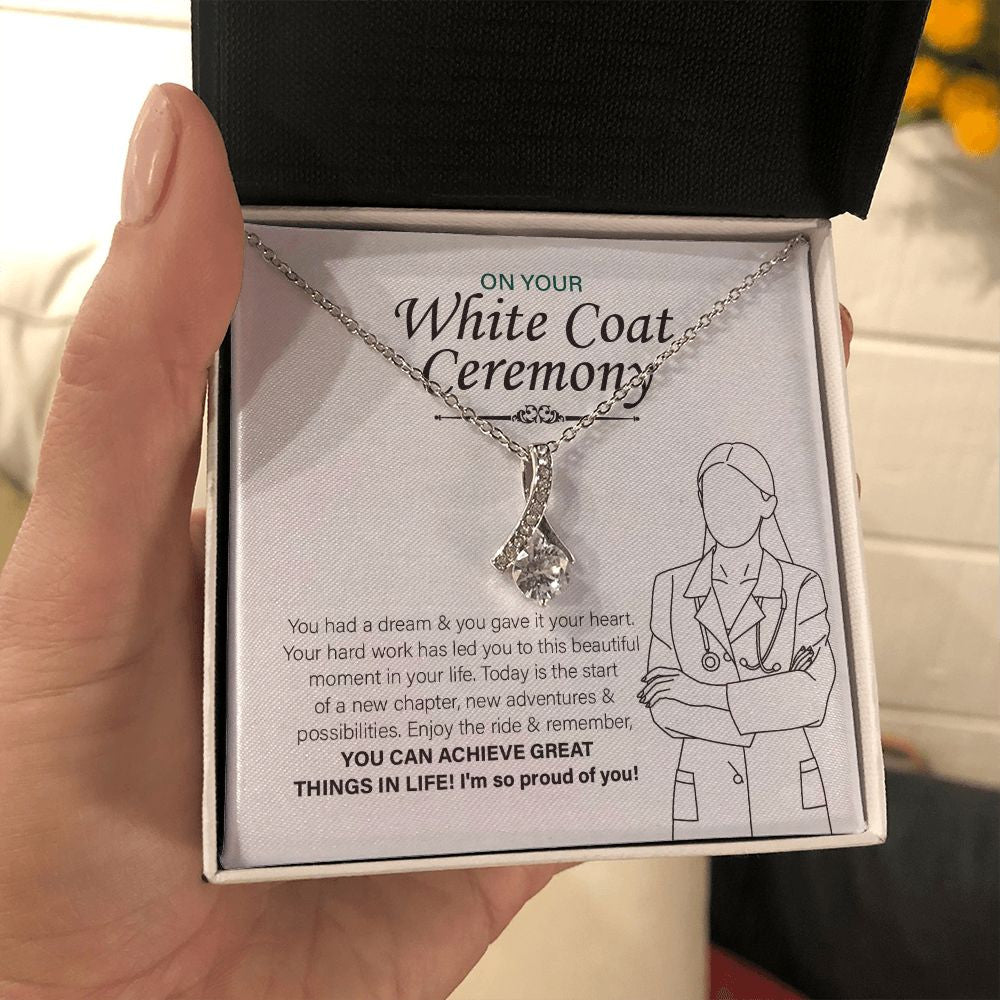 ON YOUR
White Coat
Ceremony
You had a dream & you gave it your heart.
Your hard work has led you to this beautiful
moment in your life. Today is the start
of a new chapter, new adventures &
possibilities. Enjoy the ride & remember,
YOU CAN ACHIEVE GREAT
THINGS IN LIFE! I'm so proud of you!